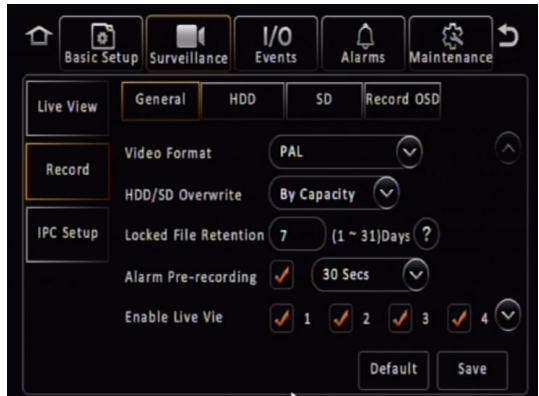 Basic Setup Surveillance I/O Events Alarms Maintenance
Live View General HDD SD Record OSD
Record
IPC Setup
Video Format PAL
HDD/SD Overwrite By Capacity
Locked File Retention 7 (1 ~ 31)Days ?
Alarm Pre-recording 30 Secs
Enable Live Vie 1 2 3 4
Default Save